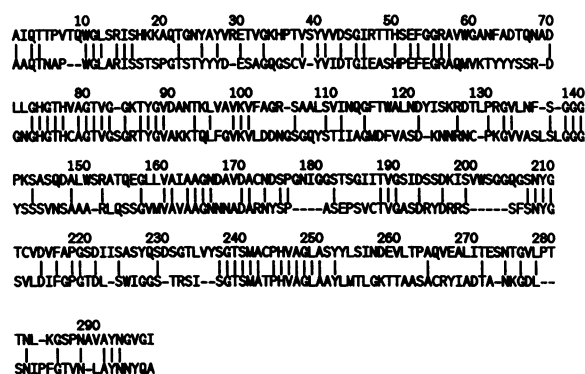 10 20 30 40 50 60 70
AIQTTPVTQWGLSRISHKKAQTGNYAYVRETVGKHPTVSYVVDSGIRTTHSEFGGRAVWGANFADTQNAD
AAQTNAP--WGLARISSTSPGTSTYYYD-ESAGQGSCV-YVIDTGIEASHPEFEGRAQMVKTYYYSSR-D
75 80 90 100 110 120 130 140
LLGHGTHVAGTVG-GKTYGVDANTKLVAVKVFAGR-SAALSVINQGFTWALNDYISKRDTLPRGVLNF-S-GGG
GNGHGTHCAGTVGSGRTYGVAKKTQLFGVKVLDDNGSGQYSTIIAGMDFVASD-KNNRNC-PKGVVASLSLGGG
150 160 170 180 190 200 210
PKSASQDALWSRATQEGLLVAIAAGNDAVDACNDSPGNIGGSTSGIITVGSIDSSDKISVWSGGQGSNYG
YSSSVNSAAA-RLQSSGVMVAVAAGNNNADARNYSP----ASEPSVCTVGASDRYDRRS-----SFSNYG
220 230 240 250 260 270 280
TCVDVFAPGSDIISASYQSDSGTLVYSGTSMACPHVAGLASYYLSINDEVLTPAQVEALITESNTGVLPT
SVLDIFGPGTDL-SWIGGS-TRSI--SGTSMATPHVAGLAAYLMTLGKTTAASACRYIADTA-NKGDL--
290
TNL-KGSPNAVAYNGVGI
SNIPFGTVN-LAYNNYQA